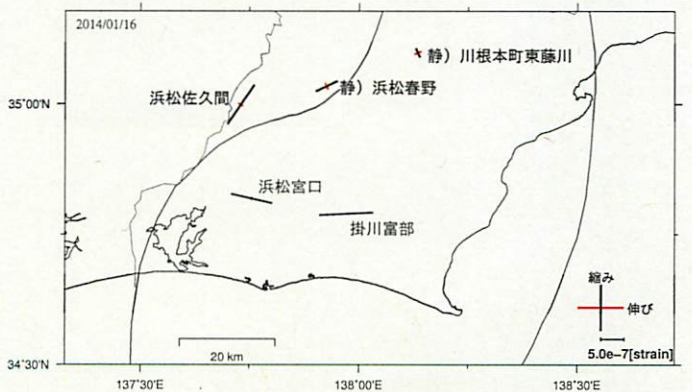 2014/01/16
静）川根本町東藤川
浜松佐久間
静）浜松春野
35°00'N
浜松宮口
掛川富部
縮み
伸び
20 km
5.0e-7[strain]
34°30'N
137°30'E
138°00'E
138°30'E